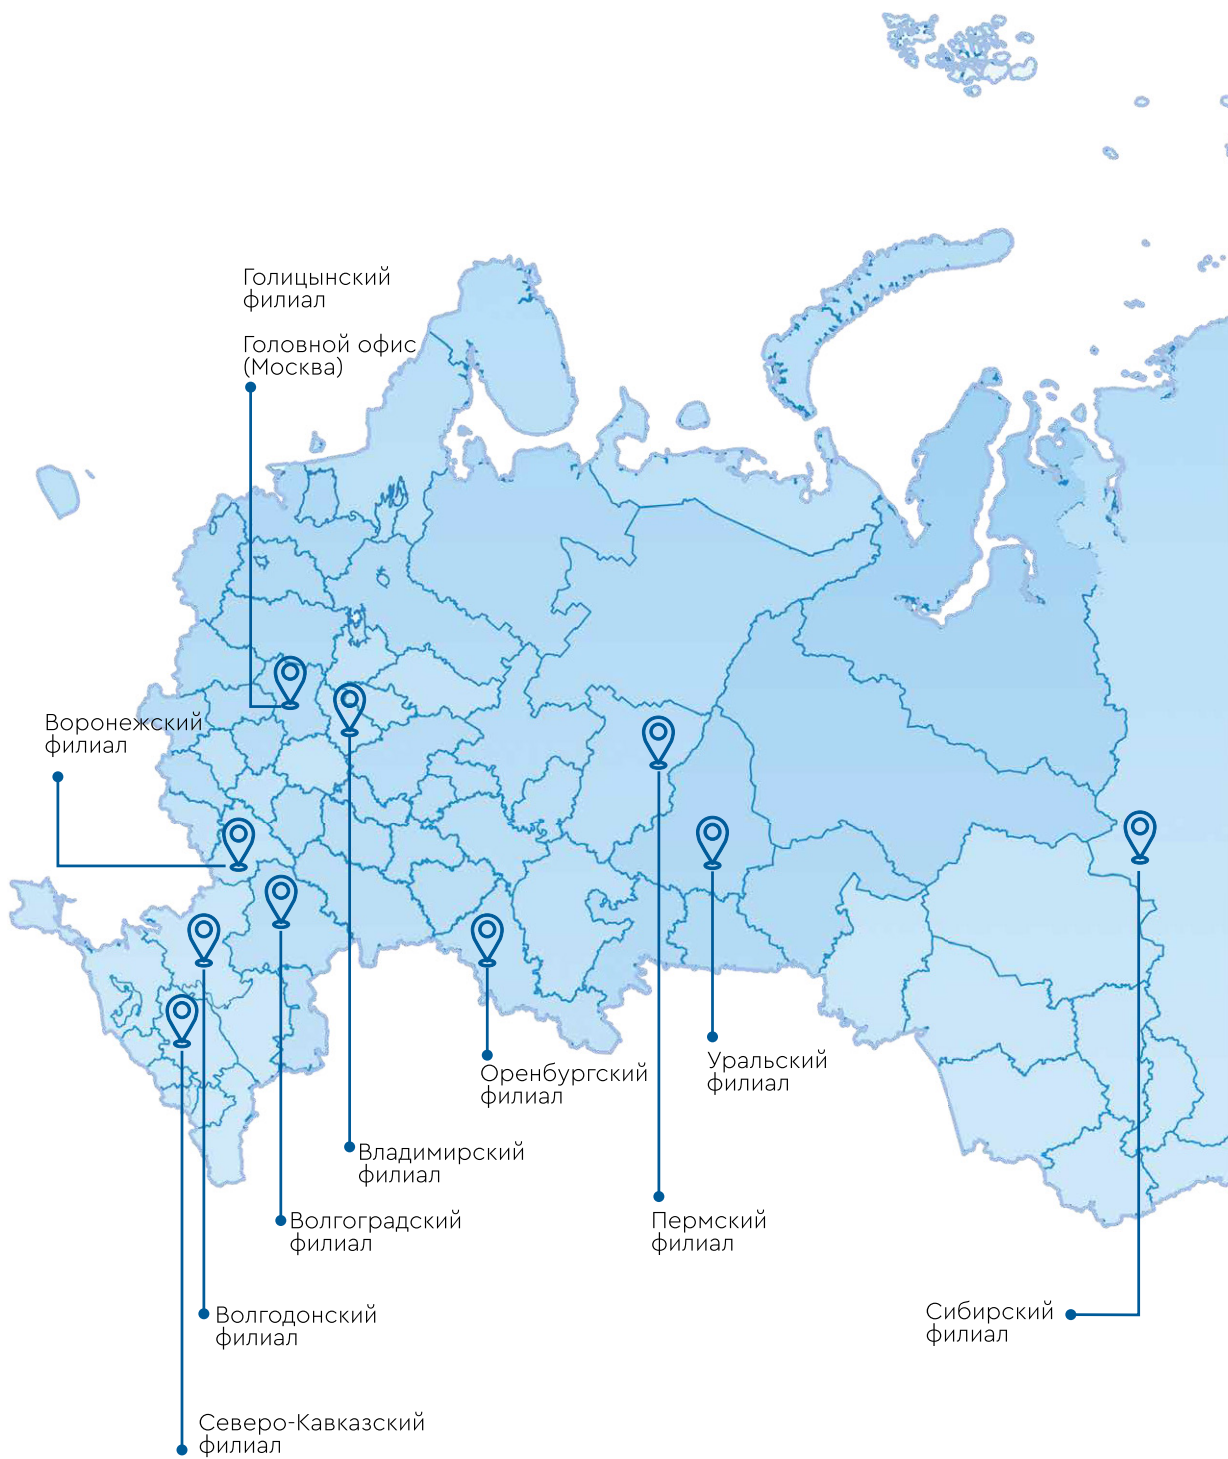 Голицынский
филиал
Головной офис
(Москва)
Воронежский
филиал
Оренбургский
филиал
Уральский
филиал
Владимирский
филиал
Волгоградский
филиал
Пермский
филиал
Волгодонский
филиал
Сибирский
филиал
Северо-Кавказский
филиал